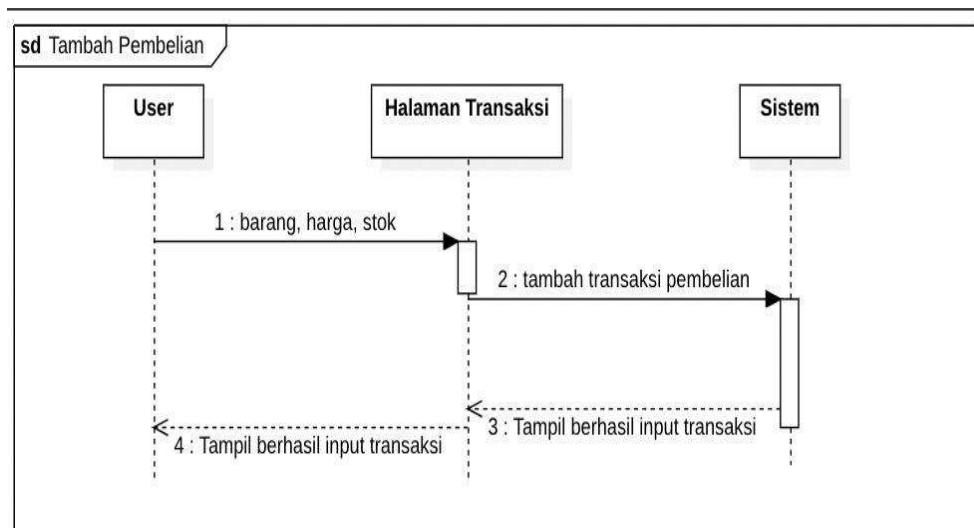 sd Tambah Pembelian
User
Halaman Transaksi
Sistem
1 : barang, harga, stok
2 : tambah transaksi pembelian
3 : Tampil berhasil input transaksi
4 : Tampil berhasil input transaksi